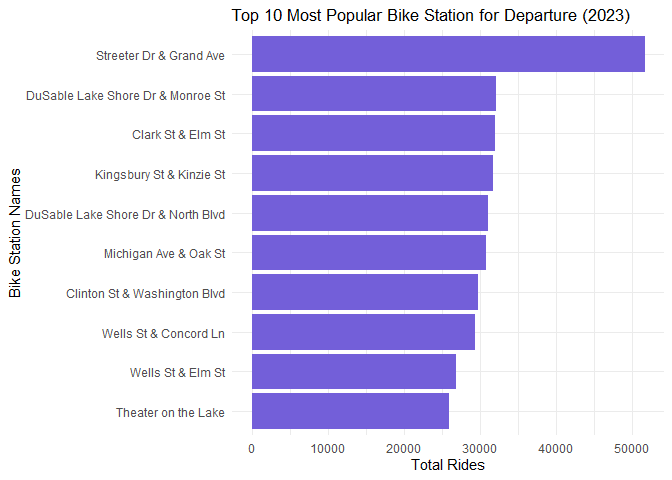 Top 10 Most Popular Bike Station for Departure (2023)
Bike Station Names
Streeter Dr & Grand Ave
DuSable Lake Shore Dr & Monroe St
Clark St & Elm St
Kingsbury St & Kinzie St
DuSable Lake Shore Dr & North Blvd
Michigan Ave & Oak St
Clinton St & Washington Blvd
Wells St & Concord Ln
Wells St & Elm St
Theater on the Lake
0 10000 20000 30000 40000 50000
Total Rides